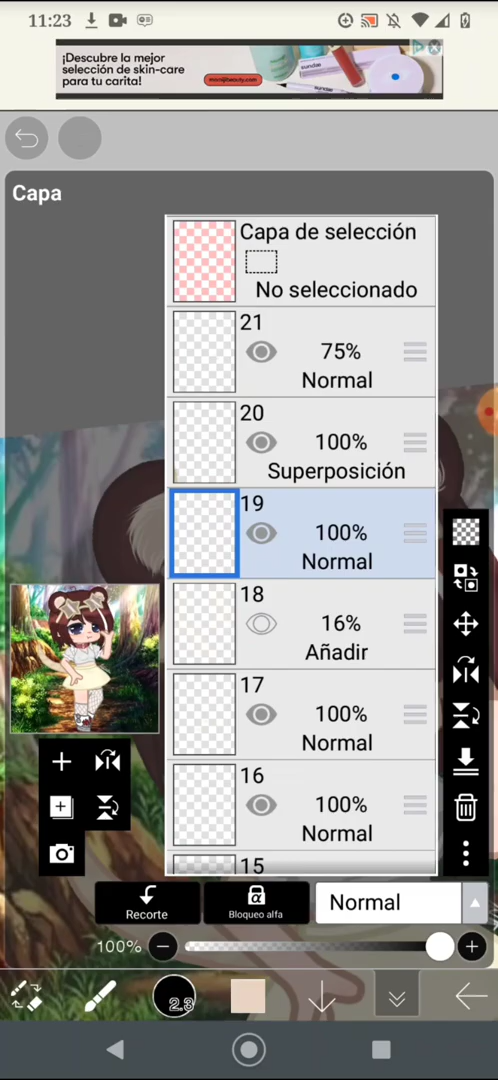 11:23
¡Descubre la mejor
selección de skin-care
para tu carita!
sundae
Capa
Capa de selección
No seleccionado
21
75%
Normal
20
100%
Superposición
19
100%
Normal
18
16%
Añadir
17
100%
Normal
16
100%
Normal
15
Recorte
α
Bloqueo alfa
Normal
100%
2.3